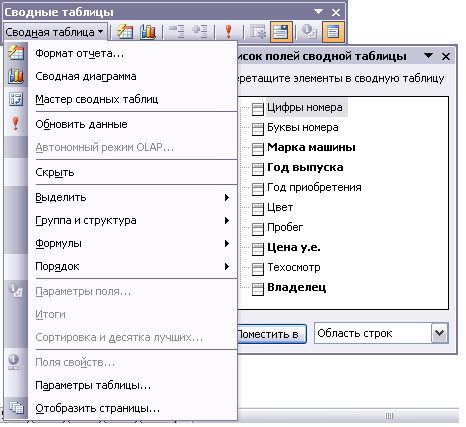 Сводные таблицы
Сводная таблица
Формат отчета...
Сводная диаграмма
Мастер сводных таблиц
Обновить данные
Автономный режим OLAP...
Скрыть
Выделить
Группа и структура
Формулы
Порядок
Параметры поля...
Итоги
Сортировка и десятка лучших...
Поля свойств...
Параметры таблицы...
Отобразить страницы...
писок полей сводной таблицы
еретащите элементы в сводную таблицу
Цифры номера
Буквы номера
Марка машины
Год выпуска
Год приобретения
Цвет
Пробег
Цена у.е.
Техосмотр
Владелец
Поместить в
Область строк